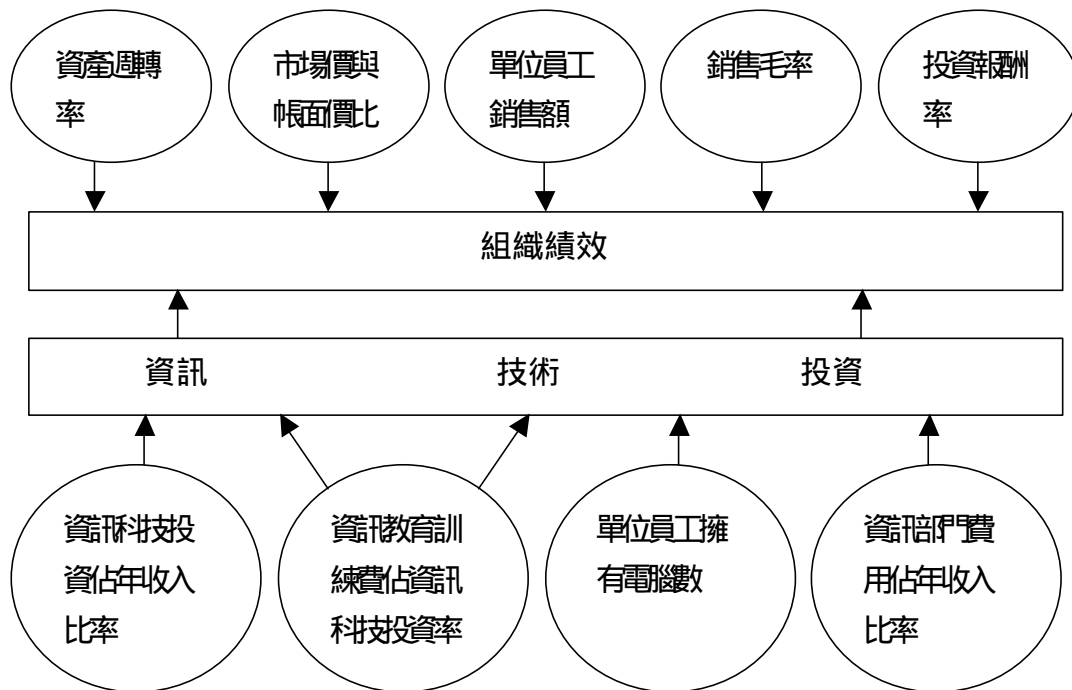 資產週轉
率
市場價與
帳面價比
單位員工
銷售額
銷售毛率
投資報酬
率
組織績效
資訊 技術 投資
資訊科技投
資佔年收入
比率
資訊教育訓
練費佔資訊
科技投資率
單位員工擁
有電腦數
資訊部門費
用佔年收入
比率